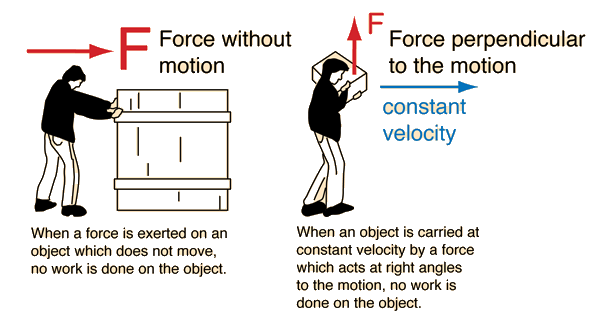 F Force without
motion
When a force is exerted on an
object which does not move,
no work is done on the object.
F
Force perpendicular
to the motion
constant
velocity
When an object is carried at
constant velocity by a force
which acts at right angles
to the motion, no work is
done on the object.